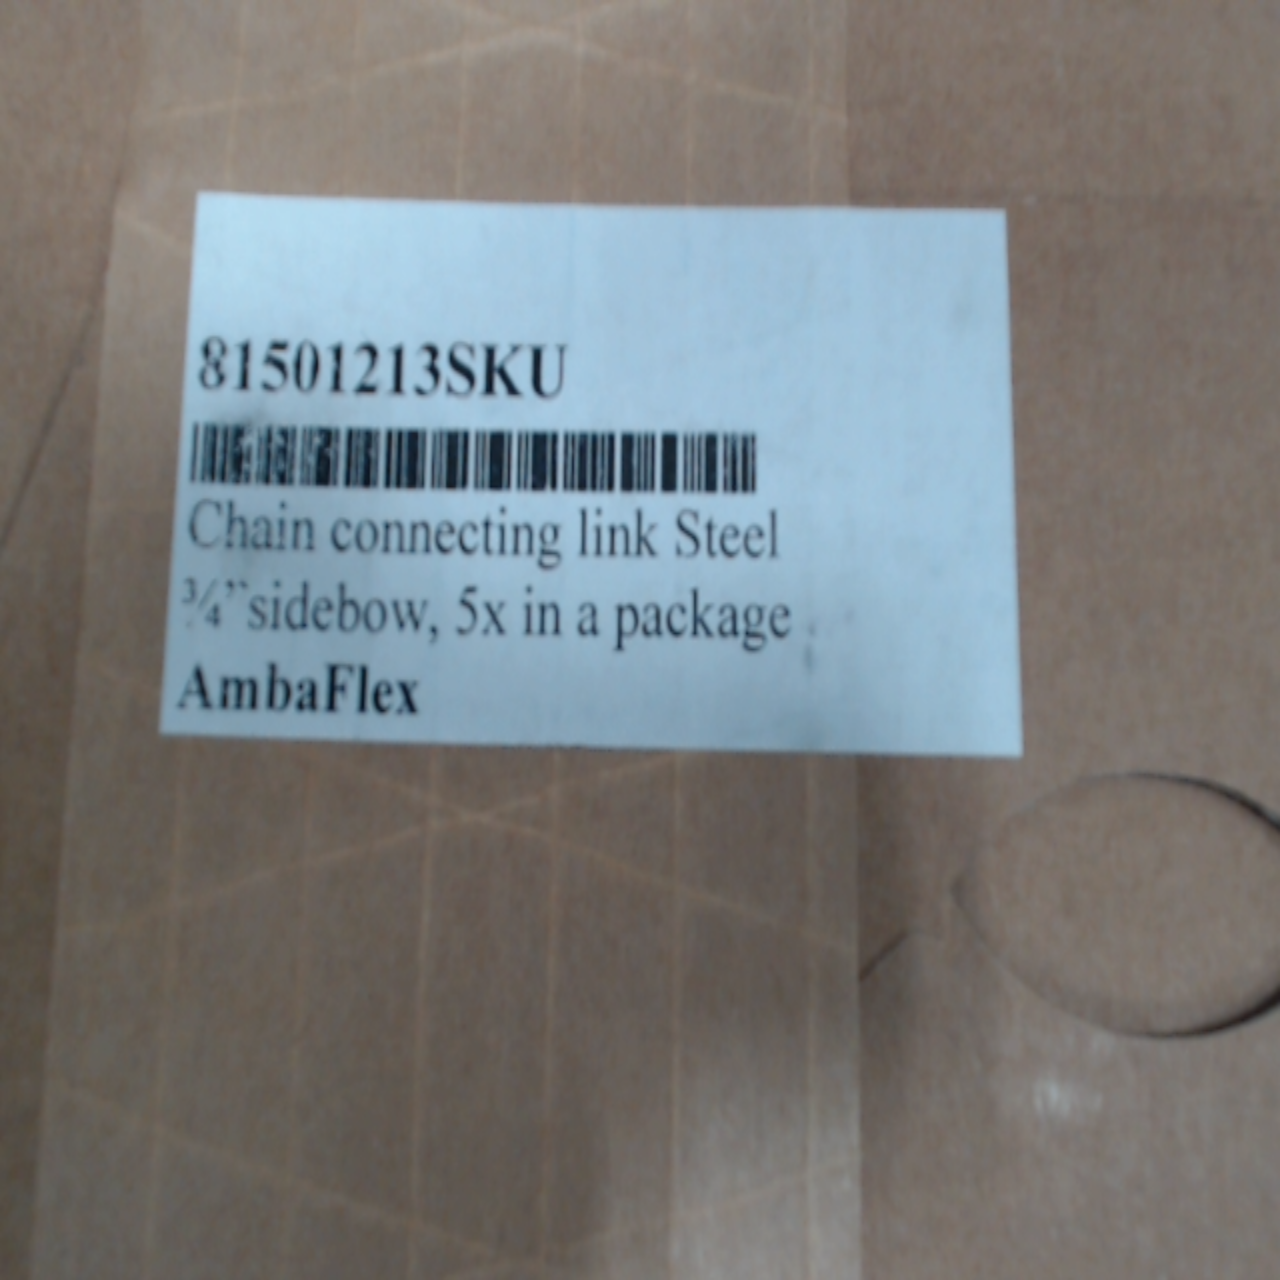 81501213SKU
Chain connecting link Steel
¾” sidebow, 5x in a package
AmbaFlex